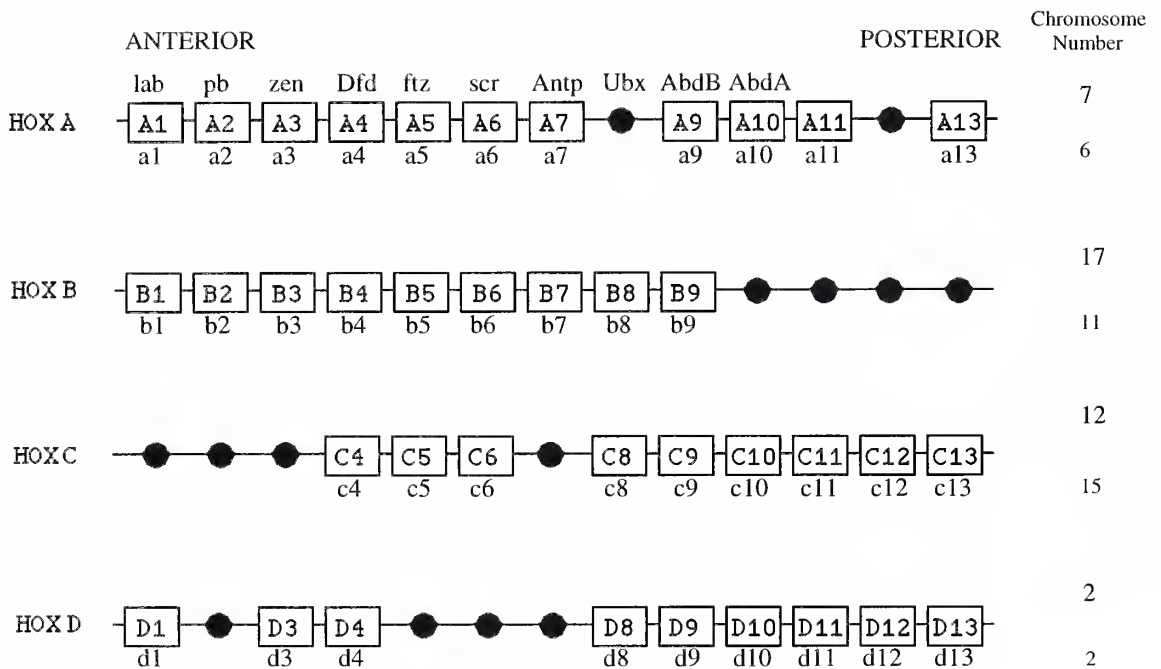 Chromosome
Number
ANTERIOR POSTERIOR
lab pb zen Dfd ftz scr Antp Ubx AbdB AbdA
7
HOX A A1 A2 A3 A4 A5 A6 A7 A9 A10 A11 A13
a1 a2 a3 a4 a5 a6 a7 a9 a10 a11 a13 6
17
HOX B B1 B2 B3 B4 B5 B6 B7 B8 B9
b1 b2 b3 b4 b5 b6 b7 b8 b9 11
12
HOX C C4 C5 C6 C8 C9 C10 C11 C12 C13
c4 c5 c6 c8 c9 c10 c11 c12 c13 15
2
HOX D D1 D3 D4 D8 D9 D10 D11 D12 D13
d1 d3 d4 d8 d9 d10 d11 d12 d13 2